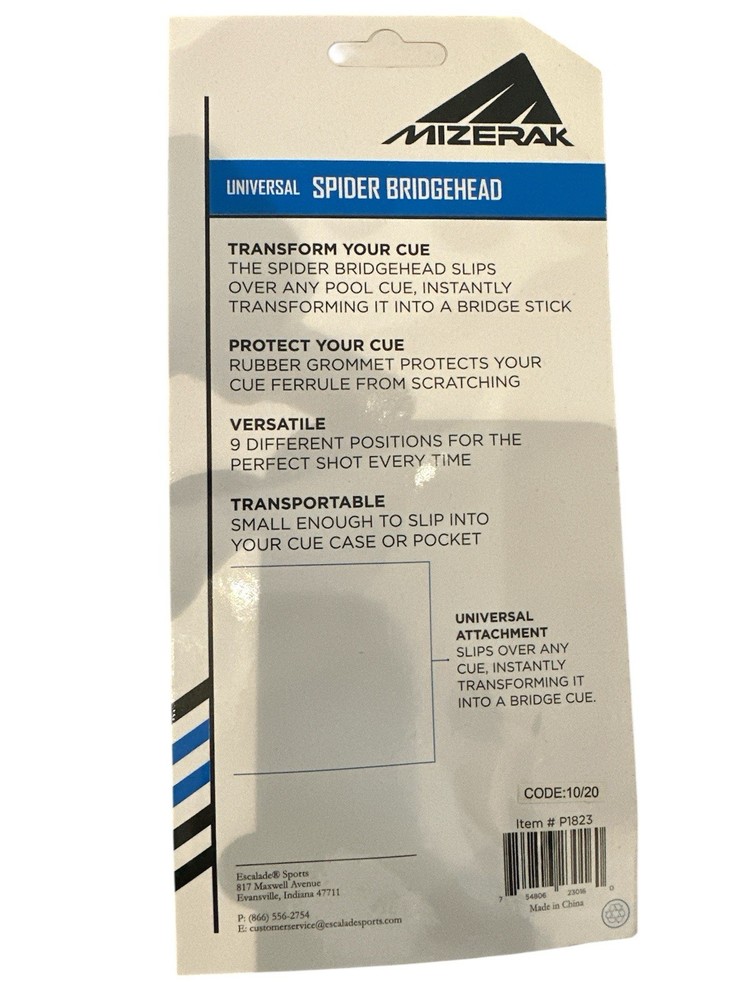 MIZERAK
UNIVERSAL SPIDER BRIDGEHEAD
TRANSFORM YOUR CUE
THE SPIDER BRIDGEHEAD SLIPS
OVER ANY POOL CUE, INSTANTLY
TRANSFORMING IT INTO A BRIDGE STICK
PROTECT YOUR CUE
RUBBER GROMMET PROTECTS YOUR
CUE FERRULE FROM SCRATCHING
VERSATILE
9 DIFFERENT POSITIONS FOR THE
PERFECT SHOT EVERY TIME
TRANSPORTABLE
SMALL ENOUGH TO SLIP INTO
YOUR CUE CASE OR POCKET
UNIVERSAL
ATTACHMENT
SLIPS OVER ANY
CUE, INSTANTLY
TRANSFORMING IT
INTO A BRIDGE CUE.
CODE:10/20
Item # P1823
7 54806 23018 0
Made in China
Escalade® Sports
817 Maxwell Avenue
Evansville, Indiana 47711
P: (866) 556-2754
E: customerservice@escaladesports.com